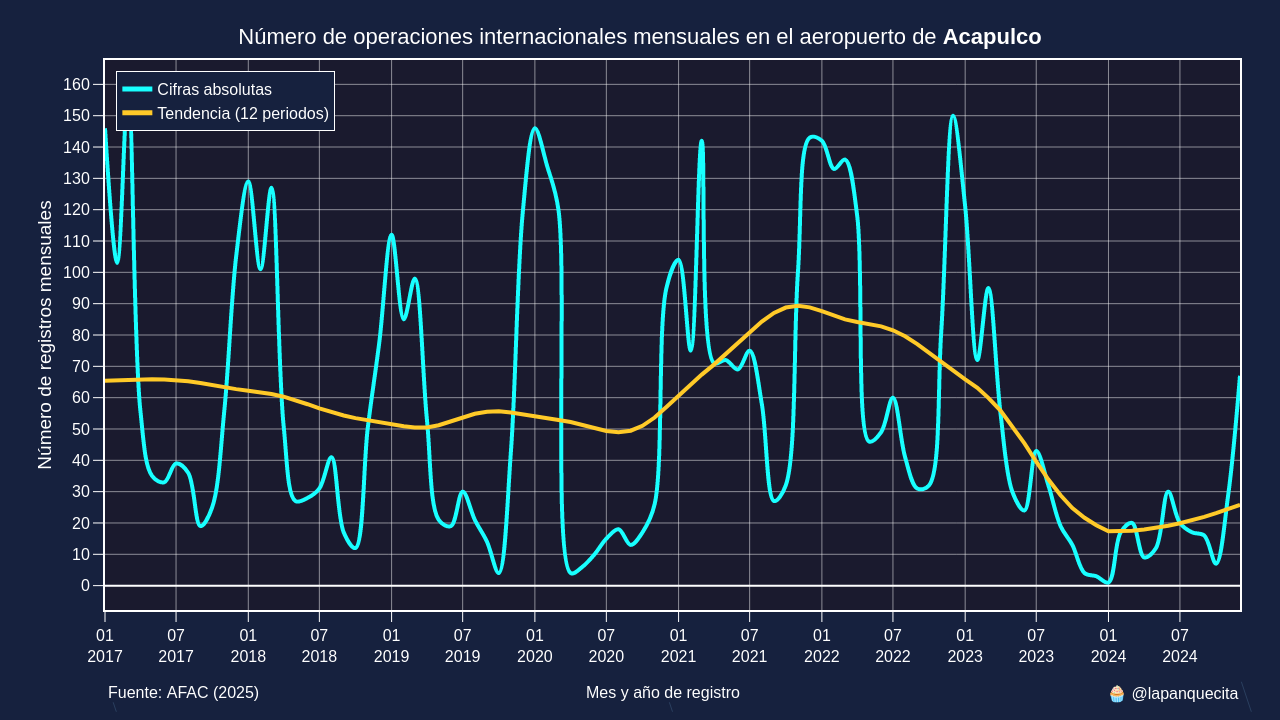 Número de operaciones internacionales mensuales en el aeropuerto de Acapulco
Cifras absolutas
Tendencia (12 periodos)
Número de registros mensuales
160
150
140
130
120
110
100
90
80
70
60
50
40
30
20
10
0
01 07 01 07 01 07 01 07 01 07 01 07 01 07 01 07
2017 2017 2018 2018 2019 2019 2020 2020 2021 2021 2022 2022 2023 2023 2024 2024
Fuente: AFAC (2025) Mes y año de registro 🧁 @lapanquecita